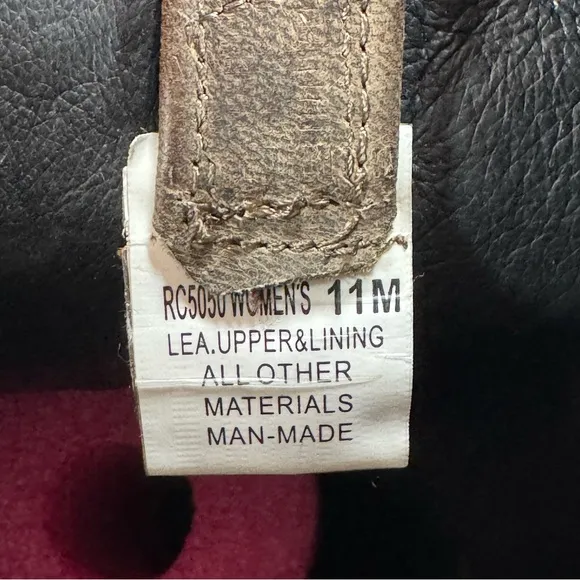 RC5050 WOMEN'S 11M
LEA.UPPER&LINING
ALL OTHER
MATERIALS
MAN-MADE